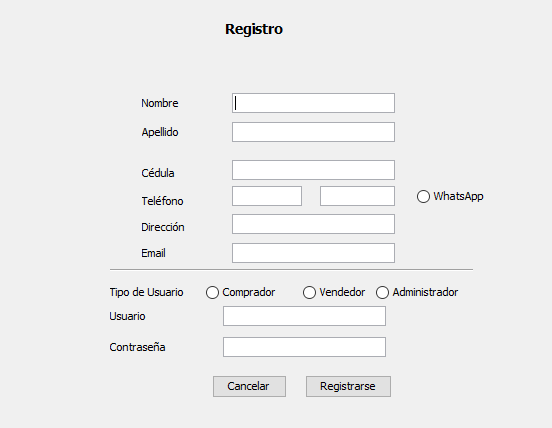 Registro
Nombre
Apellido
Cédula
Teléfono WhatsApp
Dirección
Email
Tipo de Usuario Comprador Vendedor Administrador
Usuario
Contraseña
Cancelar Registrarse